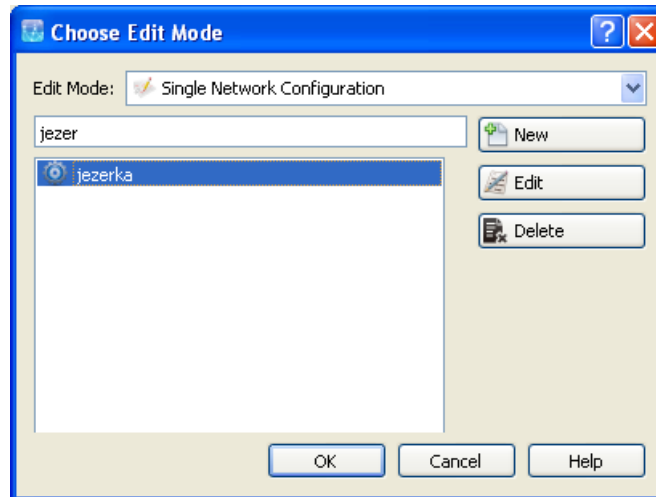 Choose Edit Mode
Edit Mode: Single Network Configuration
jezer
New
jezerka
Edit
Delete
OK Cancel Help